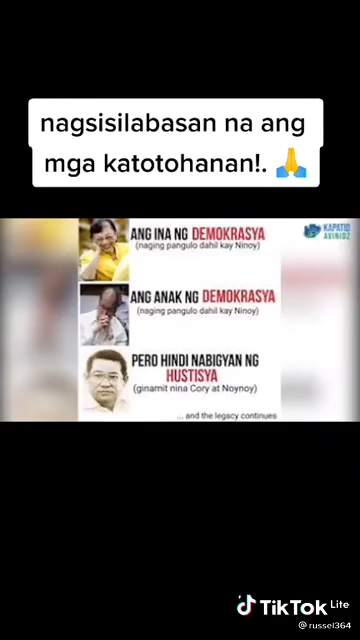 nagsisilabasan na ang
mga katotohanan!. 🙏
ANG INA NG DEMOKRASYA
(naging pangulo dahil kay Ninoy)
KAPATID
AVINIDZ
ANG ANAK NG DEMOKRASYA
(naging pangulo dahil kay Ninoy)
PERO HINDI NABIGYAN NG
HUSTISYA
(ginamit nina Cory at Noynoy)
... and the legacy continues
TikTok Lite
@russel364